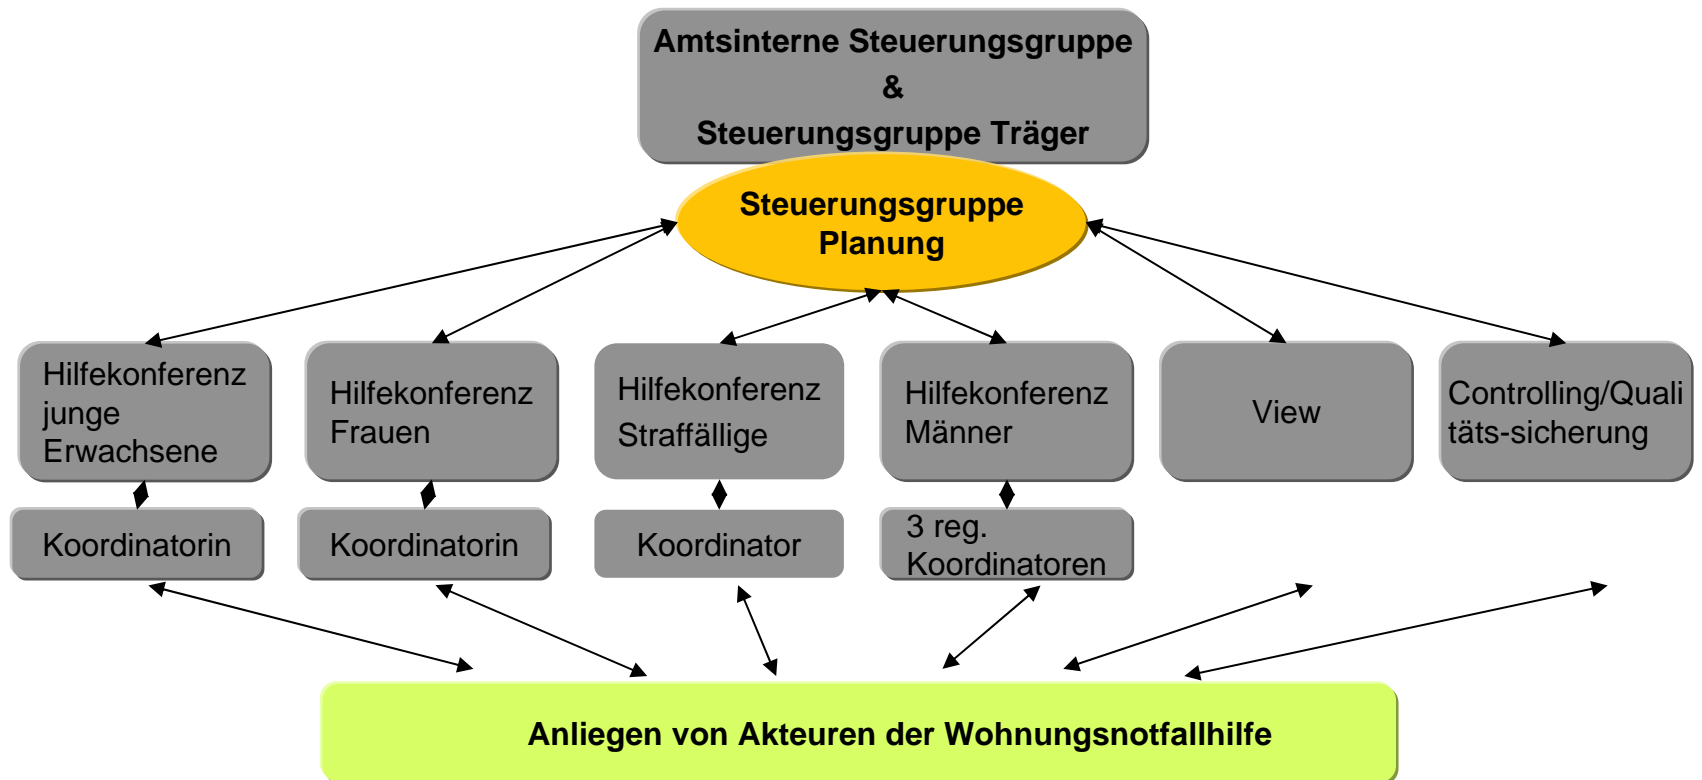 Amtsinterne Steuerungsgruppe
&
Steuerungsgruppe Träger
Steuerungsgruppe
Planung
Hilfekonferenz
junge
Erwachsene
Hilfekonferenz
Frauen
Hilfekonferenz
Straffällige
Hilfekonferenz
Männer
View
Controlling/Quali
täts-sicherung
Koordinatorin
Koordinatorin
Koordinator
3 reg.
Koordinatoren
Anliegen von Akteuren der Wohnungsnotfallhilfe